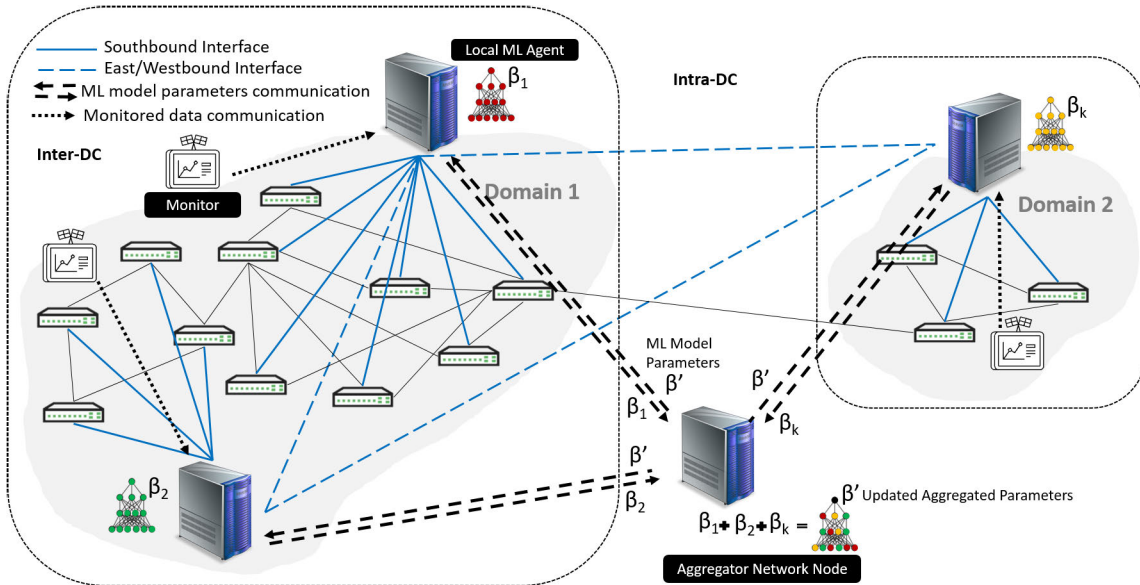 Southbound Interface
East/Westbound Interface
ML model parameters communication
Monitored data communication
Local ML Agent
β1
Intra-DC
βk
Inter-DC
Monitor
Domain 1
Domain 2
ML Model
Parameters
β'
β1
β'
βk
β'
β2
β2
β' Updated Aggregated Parameters
β1+ β2+ βk =
Aggregator Network Node